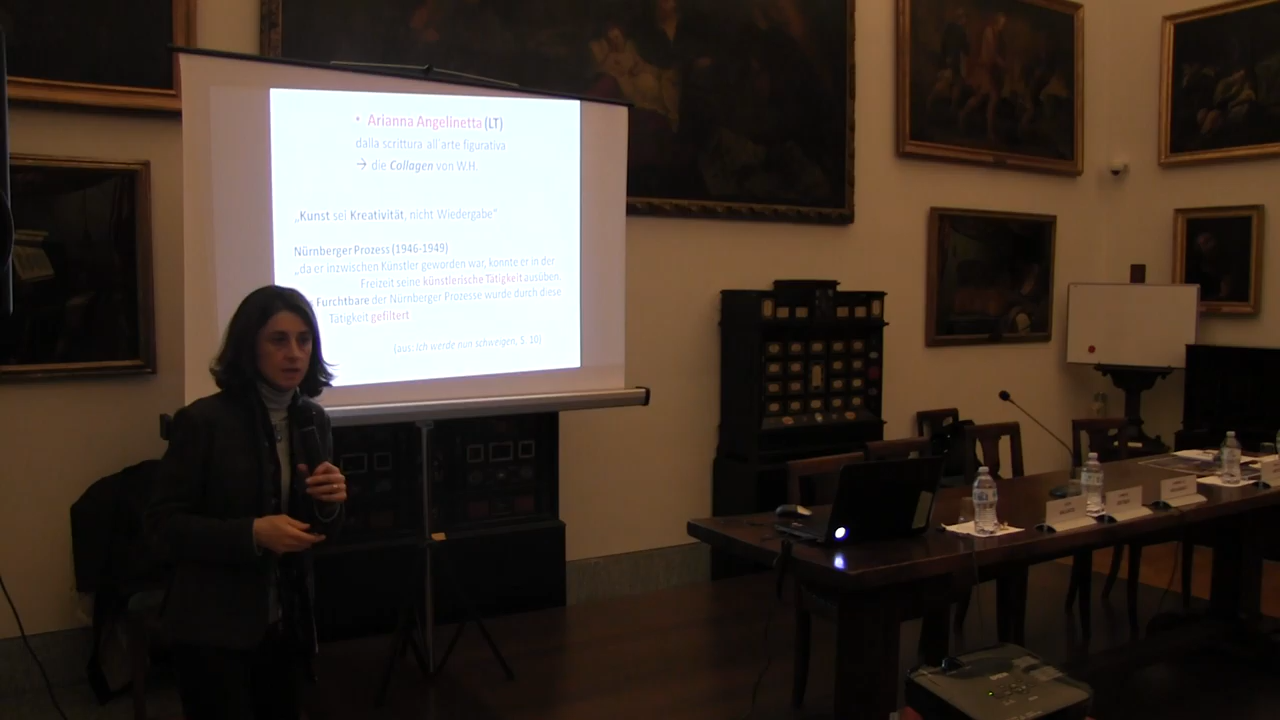 • Arianna Angelinetta (LT)
dalla scrittura all'arte figurativa
→ die Collagen von W.H.
„Kunst sei Kreativität, nicht Wiedergabe“
Nürnberger Prozess (1946-1949)
„da er inzwischen Künstler geworden war, konnte er in der
Freizeit seine künstlerische Tätigkeit ausüben.
Furchtbare der Nürnberger Prozesse wurde durch diese
Tätigkeit gefiltert
(aus: Ich werde nun schweigen, S. 10)